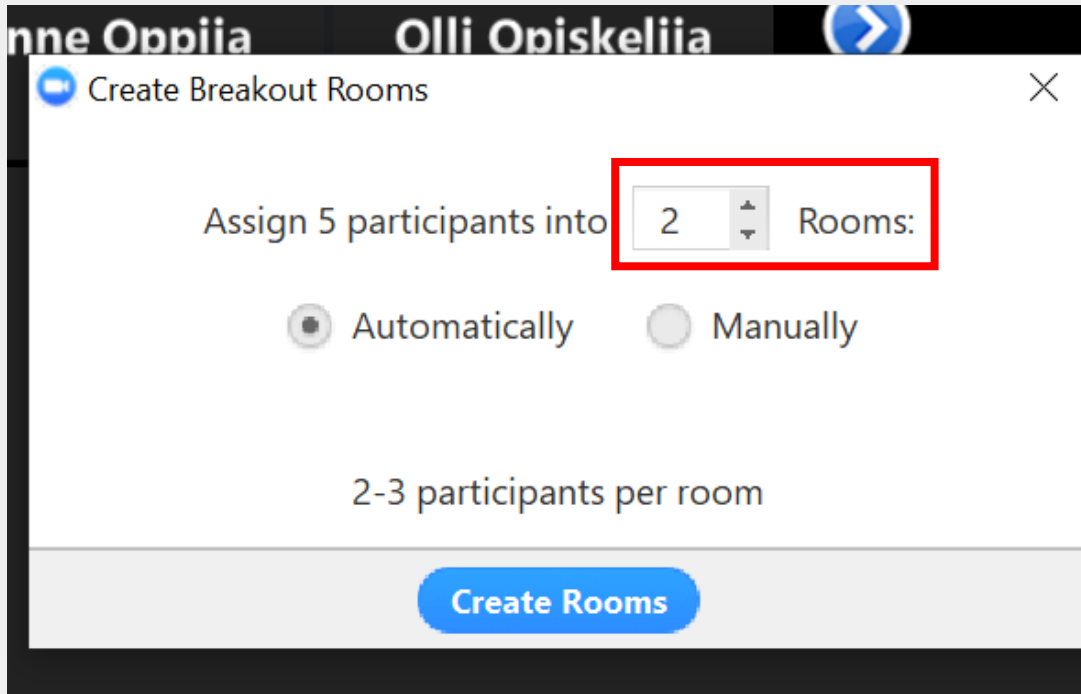 nne Oppija Olli Opiskelija
Create Breakout Rooms
Assign 5 participants into 2 Rooms:
Automatically Manually
2-3 participants per room
Create Rooms